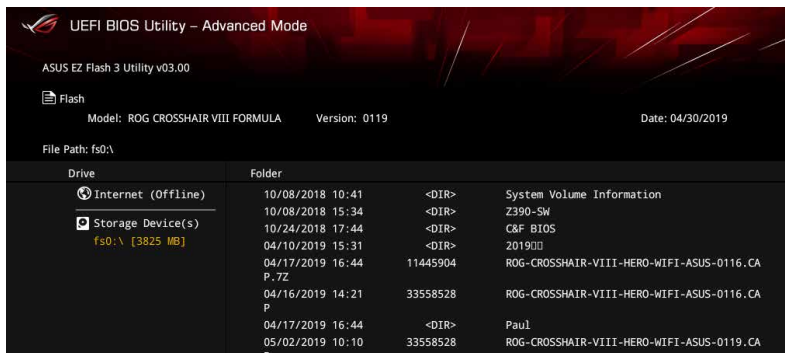 UEFI BIOS Utility – Advanced Mode
ASUS EZ Flash 3 Utility v03.00
Flash
Model: ROG CROSSHAIR VIII FORMULA Version: 0119 Date: 04/30/2019
File Path: fs0:\
Drive Folder
Internet (Offline) 10/08/2018 10:41 <DIR> System Volume Information
10/08/2018 15:34 <DIR> Z390-SW
Storage Device(s) 10/24/2018 17:44 <DIR> C&F BIOS
fs0:\ [3825 MB] 04/10/2019 15:31 <DIR> 2019
04/17/2019 16:44 11445904 ROG-CROSSHAIR-VIII-HERO-WIFI-ASUS-0116.CA
P.7Z
04/16/2019 14:21 33558528 ROG-CROSSHAIR-VIII-HERO-WIFI-ASUS-0116.CA
P
04/17/2019 16:44 <DIR> Paul
05/02/2019 10:10 33558528 ROG-CROSSHAIR-VIII-HERO-WIFI-ASUS-0119.CA